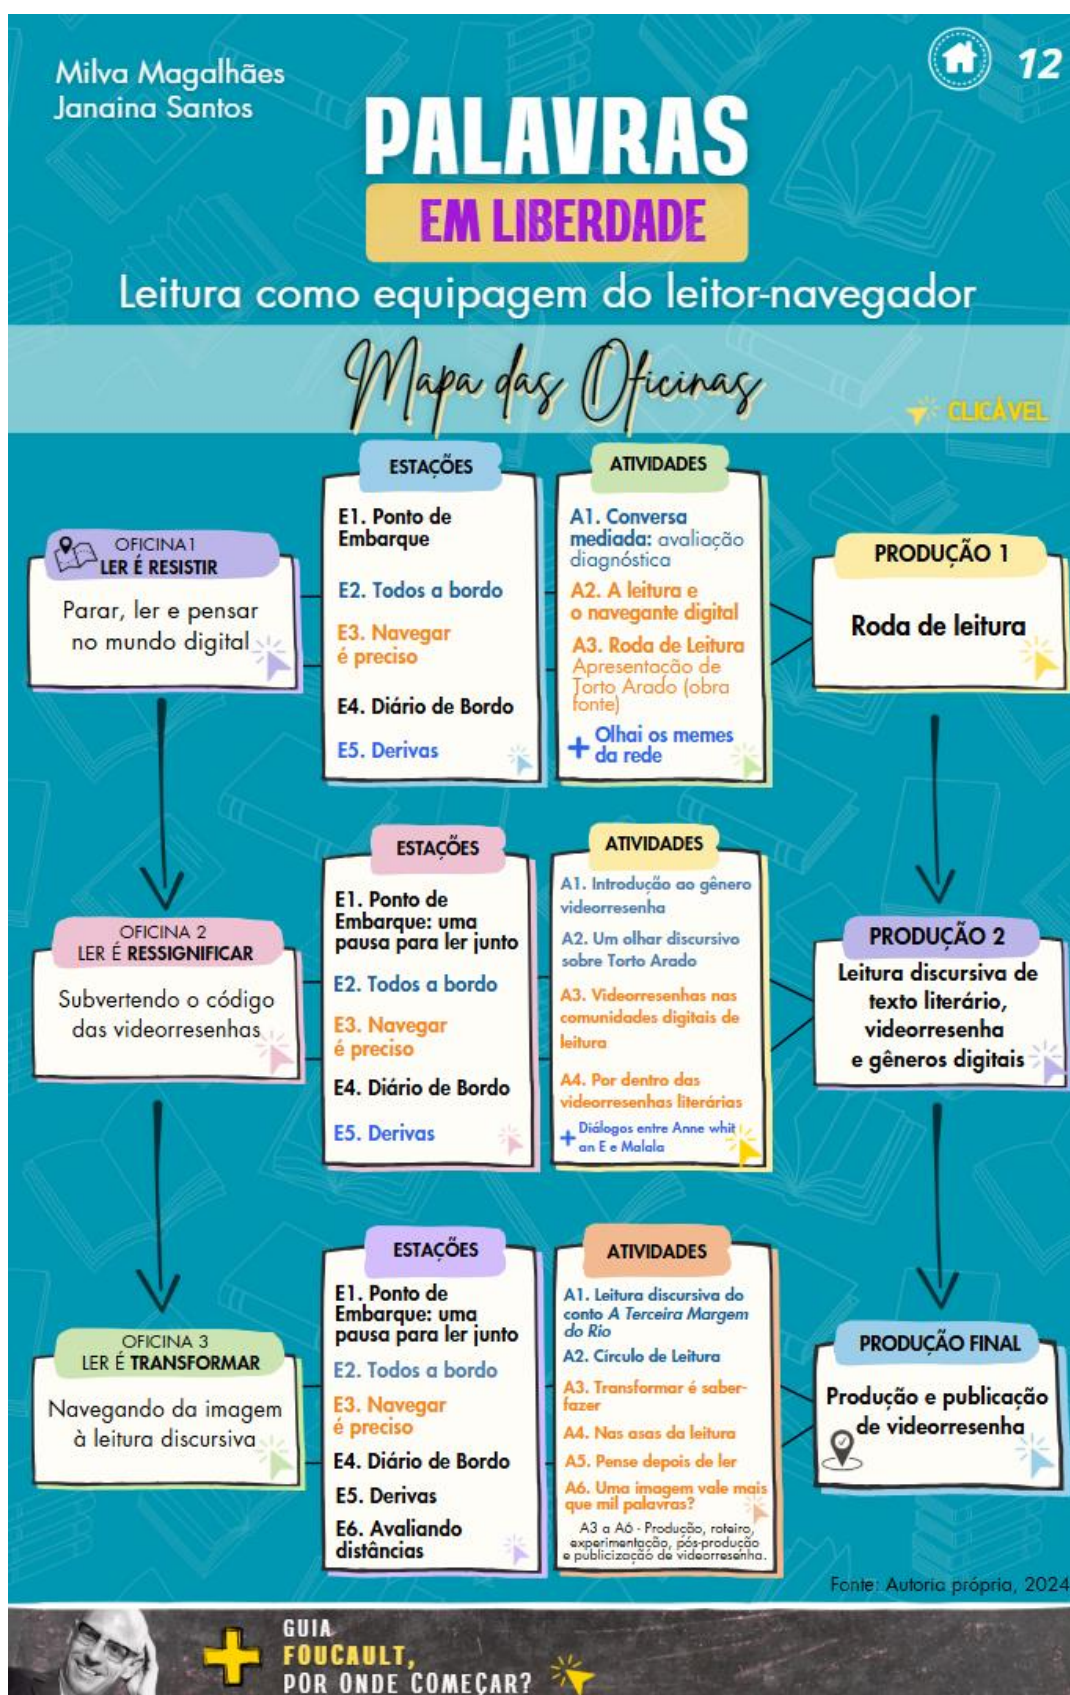 Milva Magalhães
Janaina Santos
12
PALAVRAS
EM LIBERDADE
Leitura como equipagem do leitor-navegador
Mapa das Oficinas
CLICÁVEL
OFICINA 1
LER É RESISTIR
Parar, ler e pensar
no mundo digital
ESTAÇÕES
E1. Ponto de
Embarque
E2. Todos a bordo
E3. Navegar
é preciso
E4. Diário de Bordo
E5. Derivas
ATIVIDADES
A1. Conversa
mediada: avaliação
diagnóstica
A2. A leitura e
o navegante digital
A3. Roda de Leitura
Apresentação de
Torto Arado (obra
fonte)
+ Olhai os memes
da rede
PRODUÇÃO 1
Roda de leitura
OFICINA 2
LER É RESSIGNIFICAR
Subvertendo o código
das videorresenhas
ESTAÇÕES
E1. Ponto de
Embarque: uma
pausa para ler junto
E2. Todos a bordo
E3. Navegar
é preciso
E4. Diário de Bordo
E5. Derivas
ATIVIDADES
A1. Introdução ao gênero
videorresenha
A2. Um olhar discursivo
sobre Torto Arado
A3. Videorresenhas nas
comunidades digitais de
leitura
A4. Por dentro das
videorresenhas literárias
+ Diálogos entre Anne whit
an E e Malala
PRODUÇÃO 2
Leitura discursiva de
texto literário,
videorresenha
e gêneros digitais
OFICINA 3
LER É TRANSFORMAR
Navegando da imagem
à leitura discursiva
ESTAÇÕES
E1. Ponto de
Embarque: uma
pausa para ler junto
E2. Todos a bordo
E3. Navegar
é preciso
E4. Diário de Bordo
E5. Derivas
E6. Avaliando
distâncias
ATIVIDADES
A1. Leitura discursiva do
conto A Terceira Margem
do Rio
A2. Círculo de Leitura
A3. Transformar é saber-
fazer
A4. Nas asas da leitura
A5. Pense depois de ler
A6. Uma imagem vale mais
que mil palavras?
A3 a A6 - Produção, roteiro,
experimentação, pós-produção
e publicização de videorresenha.
PRODUÇÃO FINAL
Produção e publicação
de videorresenha
Fonte: Autoria própria, 2024
GUIA
FOUCAULT,
POR ONDE COMEÇAR?